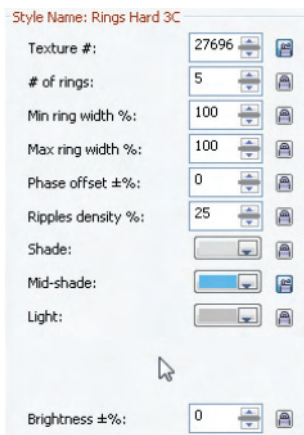 Style Name: Rings Hard 3C
Texture #: 27696
# of rings: 5
Min ring width %: 100
Max ring width %: 100
Phase offset ±%: 0
Ripples density %: 25
Shade:
Mid-shade:
Light:
Brightness ±%: 0